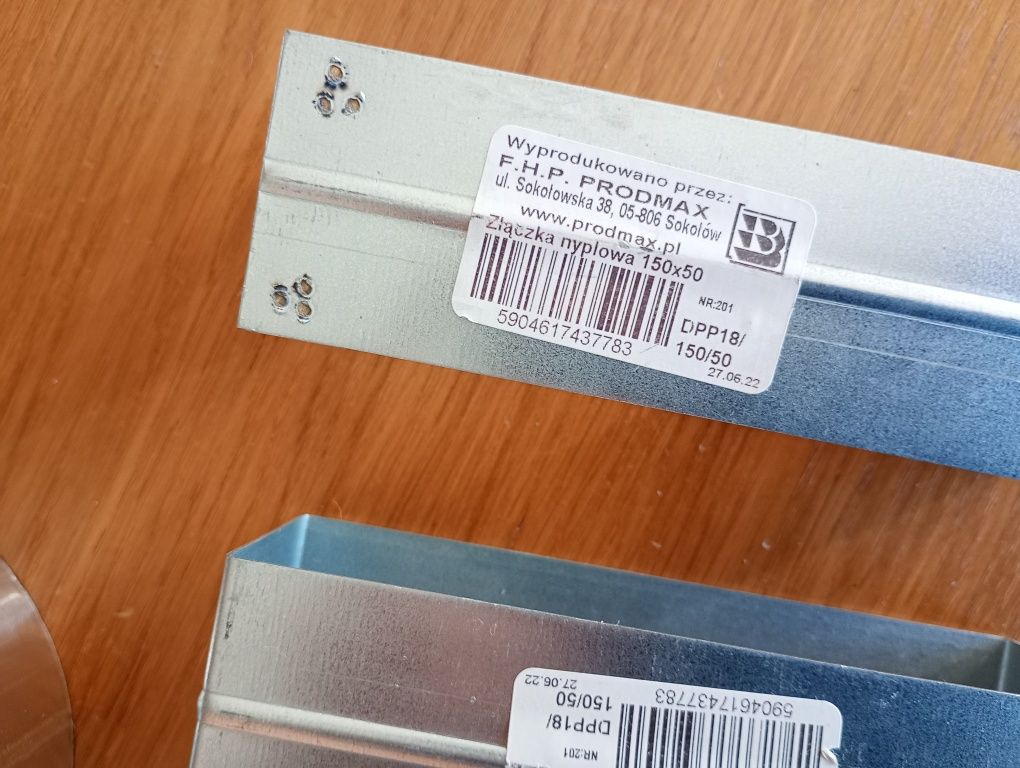 Wyprodukowano przez:
F.H.P. PRODMAX
ul. Sokołowska 38, 05-806 Sokołów
www.prodmax.pl
Złączka nyplowa 150x50
NR:201
5904617437783
DPP18/
150/50
27.06.22
5904617437783
NR:201
DPP18/
150/50
27.06.22